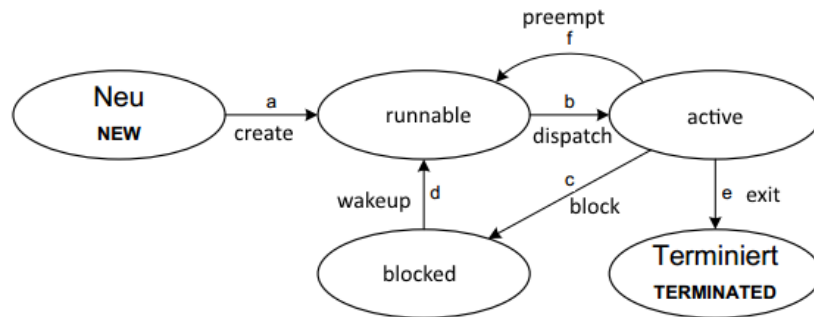 preempt
f
Neu
NEW
a
create
runnable
b
dispatch
active
wakeup
d
c
block
e
exit
blocked
Terminiert
TERMINATED